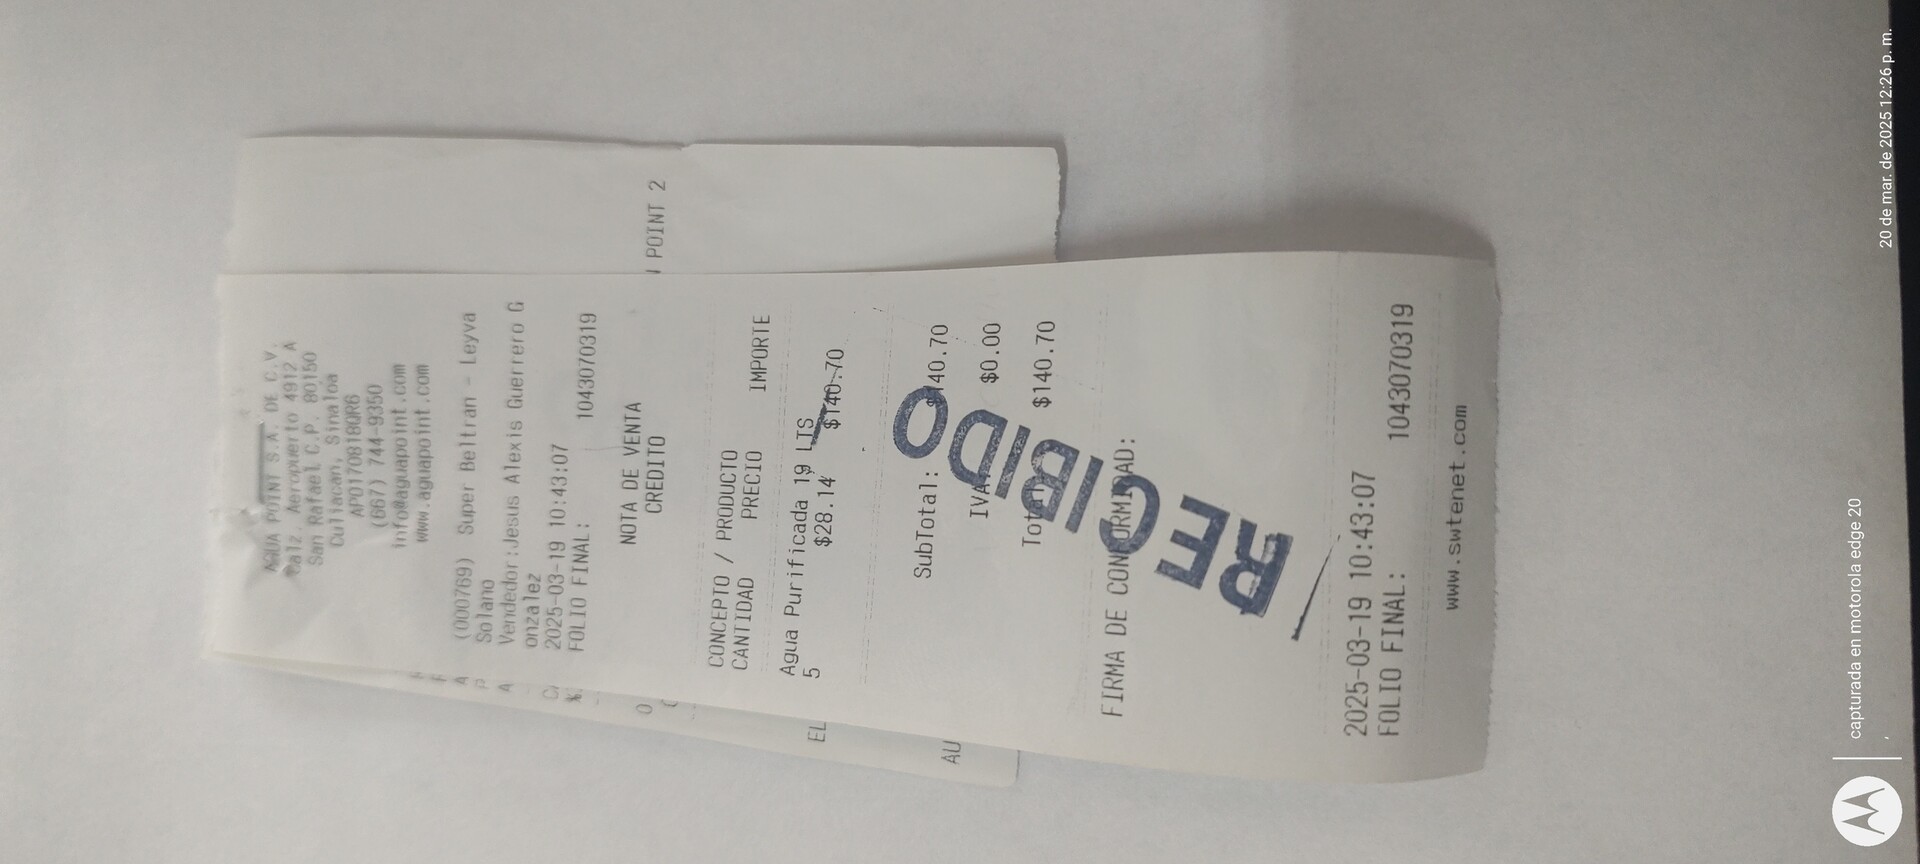 AGUA POINT S.A. DE C.V.
Calz. Aeropuerto 4912 A
San Rafael C.P. 80150
Culiacan, Sinaloa
APO170818QR6
(667) 744-9350
info@aguapoint.com
www.aguapoint.com
(000769) Super Beltran - Leyva
Solano
Vendedor:Jesus Alexis Guerrero G
onzalez
2025-03-19 10:43:07
FOLIO FINAL: 1043070319
NOTA DE VENTA
CREDITO
CONCEPTO / PRODUCTO
CANTIDAD PRECIO IMPORTE
Agua Purificada 19 LTS
5 $28.14 $140.70
SubTotal: $140.70
IVA $0.00
Total $140.70
FIRMA DE CONFORMIDAD:
RECIBIDO
2025-03-19 10:43:07
FOLIO FINAL: 1043070319
www.swtenet.com
POINT 2
EL
AU
capturada en motorola edge 20
20 de mar. de 2025 12:26 p. m.